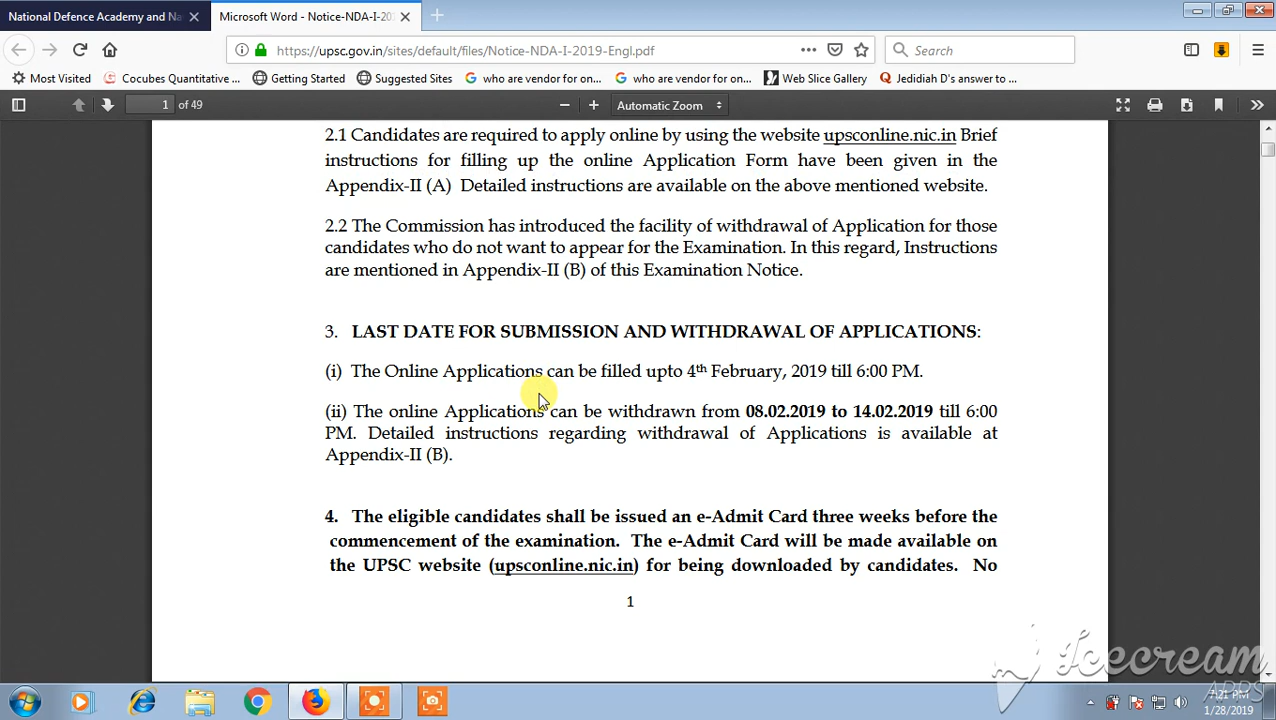 National Defence Academy and Na
Microsoft Word - Notice-NDA-I-201
https://upsc.gov.in/sites/default/files/Notice-NDA-I-2019-Engl.pdf
Search
Most Visited
Cocubes Quantitative ...
Getting Started
Suggested Sites
who are vendor for on...
who are vendor for on...
Web Slice Gallery
Jedidiah D's answer to ...
1 of 49
Automatic Zoom
2.1 Candidates are required to apply online by using the website upsconline.nic.in Brief
instructions for filling up the online Application Form have been given in the
Appendix-II (A) Detailed instructions are available on the above mentioned website.
2.2 The Commission has introduced the facility of withdrawal of Application for those
candidates who do not want to appear for the Examination. In this regard, Instructions
are mentioned in Appendix-II (B) of this Examination Notice.
3. LAST DATE FOR SUBMISSION AND WITHDRAWAL OF APPLICATIONS:
(i) The Online Applications can be filled upto 4th February, 2019 till 6:00 PM.
(ii) The online Applications can be withdrawn from 08.02.2019 to 14.02.2019 till 6:00
PM. Detailed instructions regarding withdrawal of Applications is available at
Appendix-II (B).
4. The eligible candidates shall be issued an e-Admit Card three weeks before the
commencement of the examination. The e-Admit Card will be made available on
the UPSC website (upsconline.nic.in) for being downloaded by candidates. No
1
Icecream
APPS
7:21 PM
1/28/2019